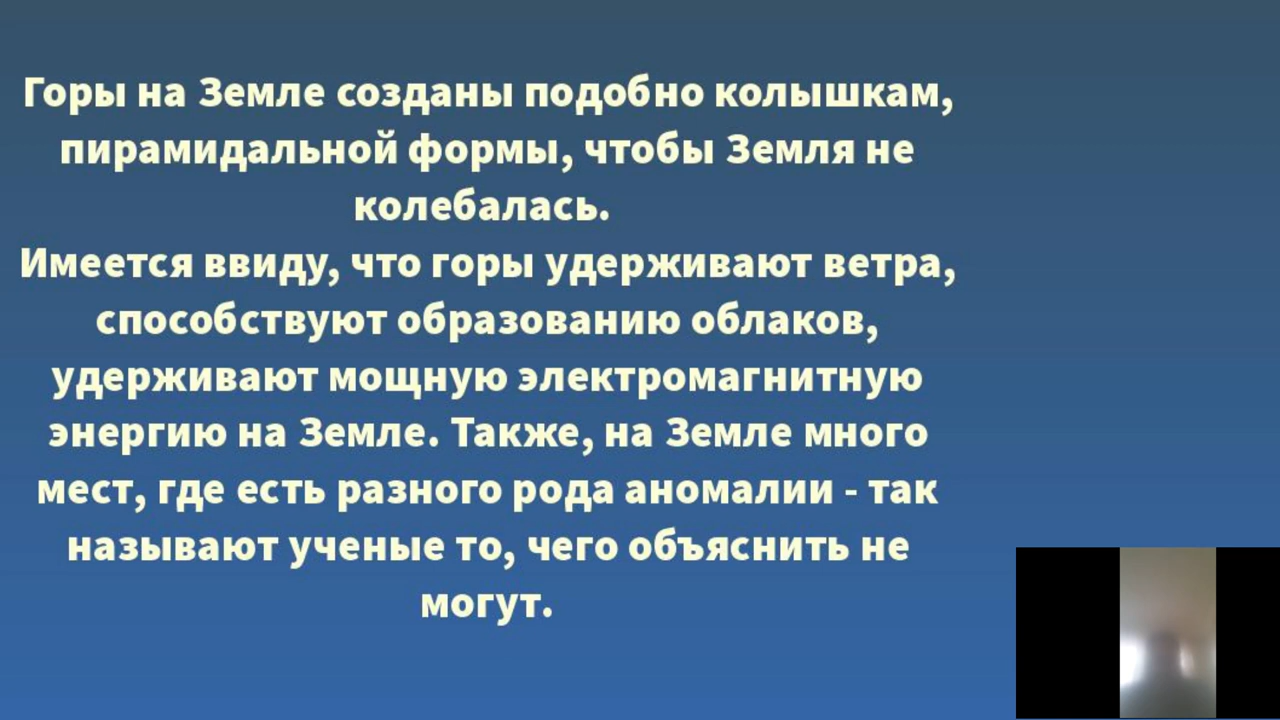 Горы на Земле созданы подобно колышкам,
пирамидальной формы, чтобы Земля не
колебалась.
Имеется ввиду, что горы удерживают ветра,
способствуют образованию облаков,
удерживают мощную электромагнитную
энергию на Земле. Также, на Земле много
мест, где есть разного рода аномалии - так
называют ученые то, чего объяснить не
могут.